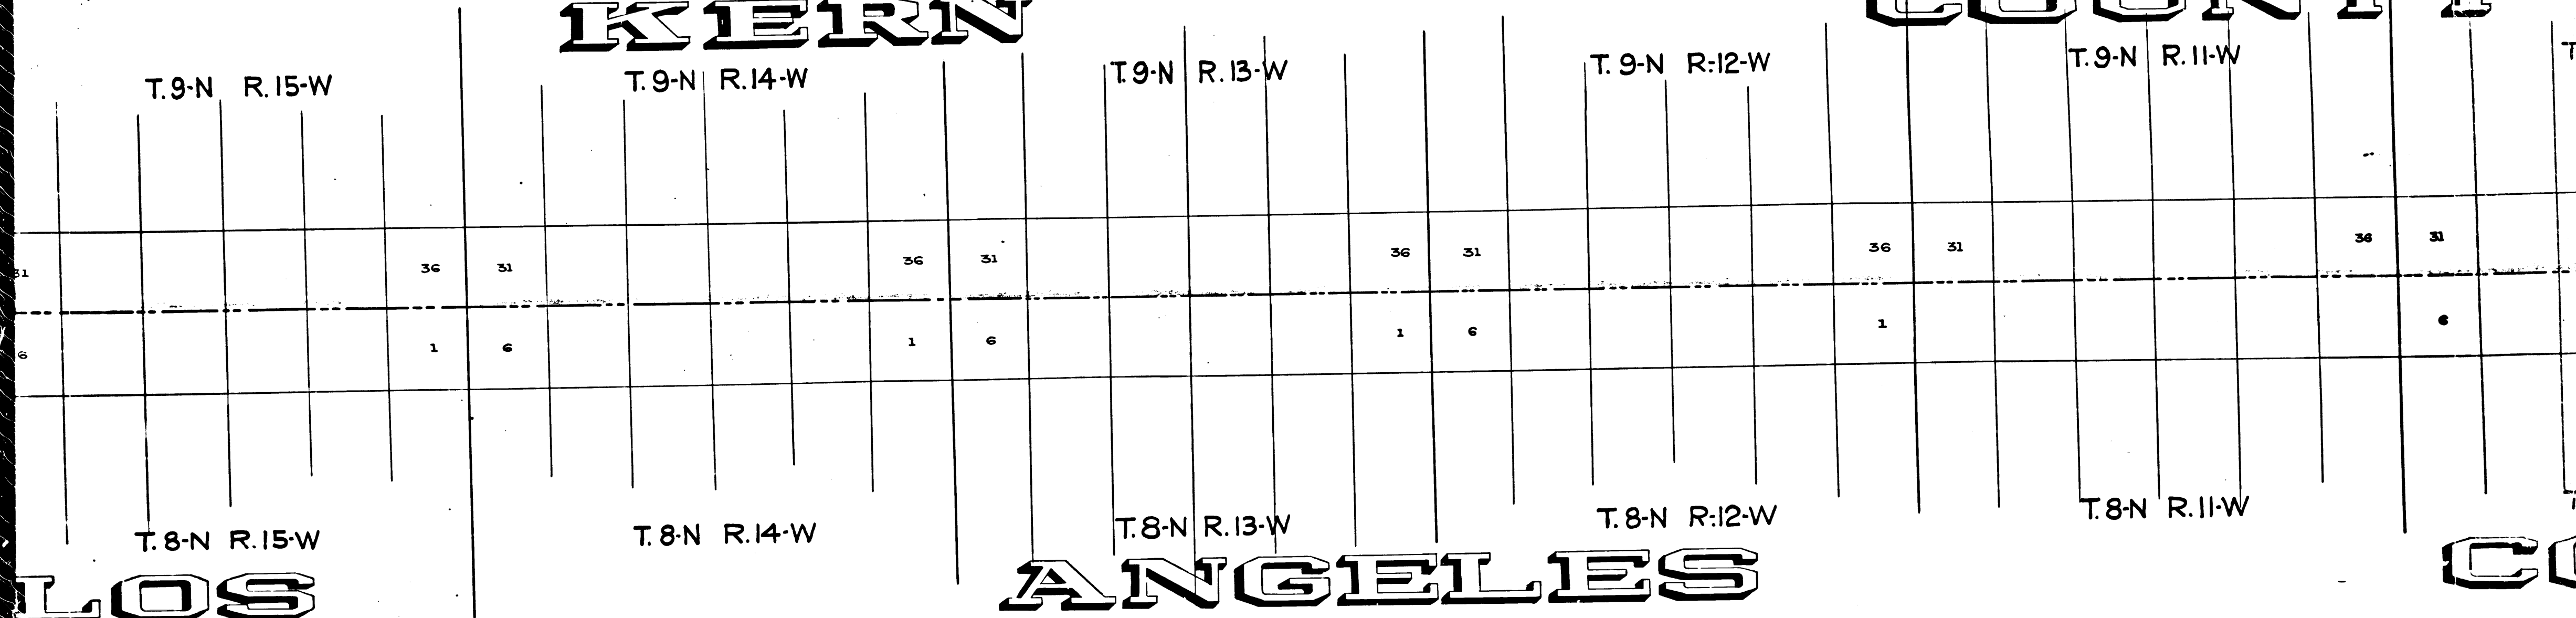 KERN COUNTY
T.9-N R.15-W T.9-N R.14-W T.9-N R.13-W T.9-N R.12-W T.9-N R.11-W T
31 36 31 36 31 36 31 36 31 36 31
6 1 6 1 6 1 6 1 6
T.8-N R.15-W T.8-N R.14-W T.8-N R.13-W T.8-N R.12-W T.8-N R.11-W
LOS ANGELES CO